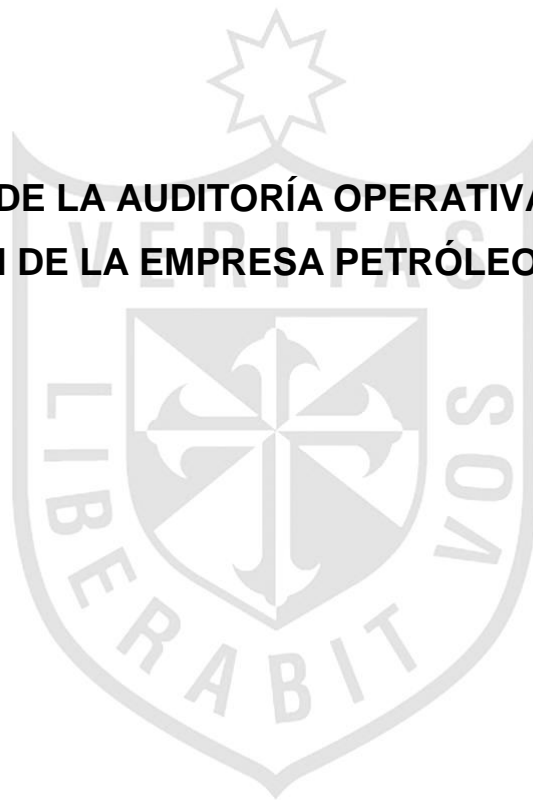 DE LA AUDITORÍA OPERATIVA
DE LA EMPRESA PETRÓLEO
VERITAS
LIBERABIT VOS